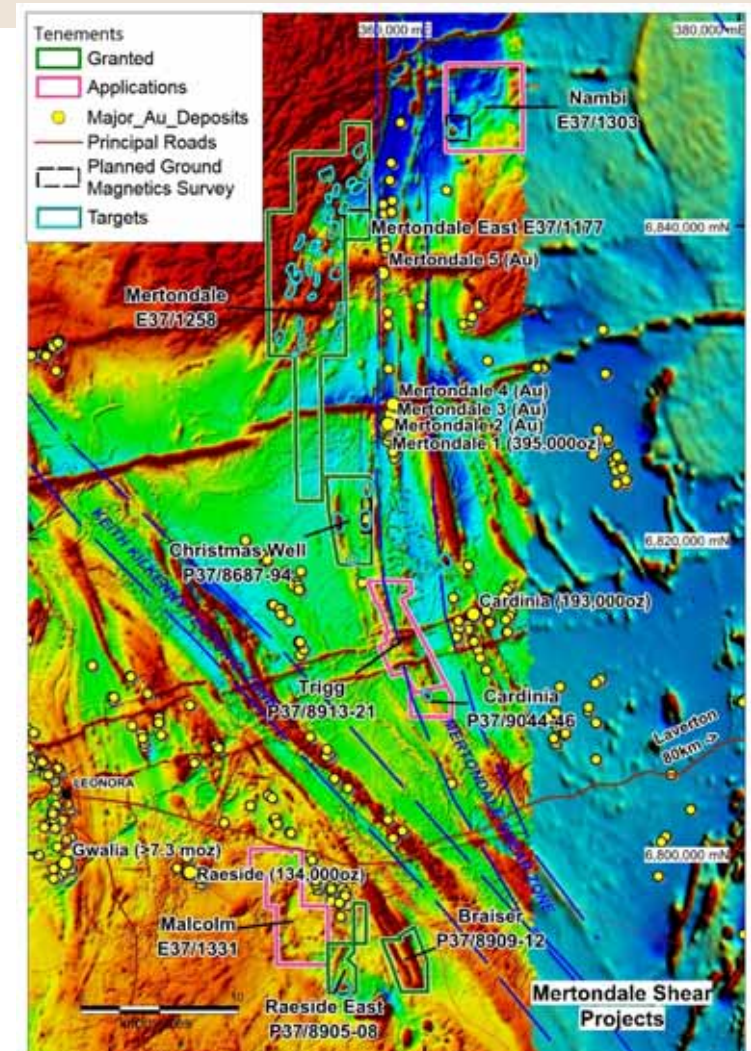 Tenements
Granted
Applications
Major_Au_Deposits
Principal Roads
Planned Ground
Magnetics Survey
Targets
360,000 mE
380,000 mE
Nambi
E37/1303
6,840,000 mN
Mertondale East E37/1177
Mertondale 5 (Au)
Mertondale
E37/1258
Mertondale 4 (Au)
Mertondale 3 (Au)
Mertondale 2 (Au)
Mertondale 1 (395,000oz)
6,820,000 mN
KEITH KILKENNY
Christmas Well
P37/8687-94
Cardinia (193,000oz)
Trigg
P37/8913-21
Cardinia
P37/9044-46
MERTONDALE SHEAR ZONE
Laverton
80km ->
LEONORA
6,800,000 mN
Gwalia (>7.3 moz)
Raeside (134,000oz)
Malcolm
E37/1331
Braiser
P37/8909-12
10
kilometres
Raeside East
P37/8905-08
Mertondale Shear
Projects